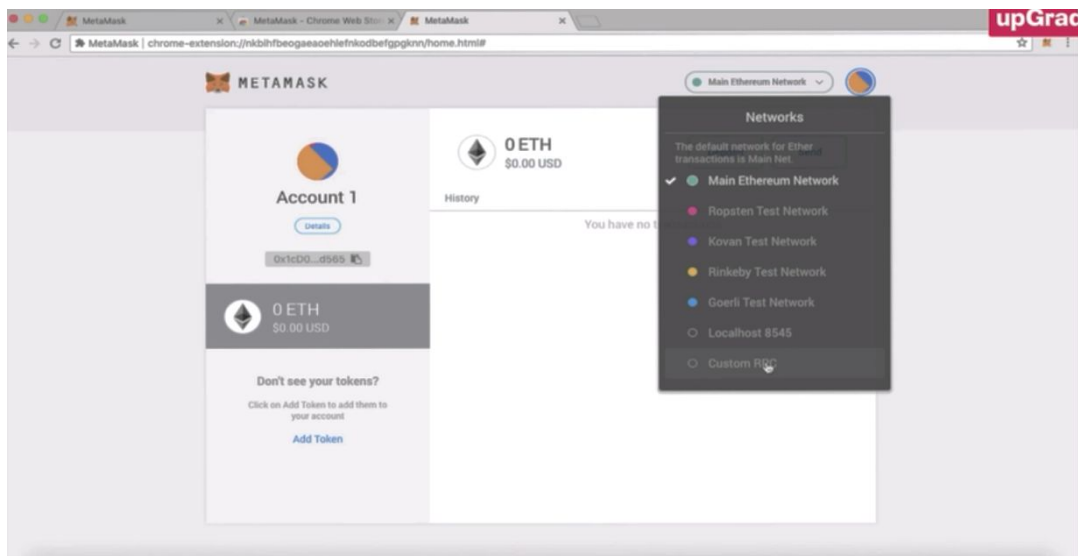 MetaMask
MetaMask - Chrome Web Stor
MetaMask
upGrad
MetaMask | chrome-extension://nkbihfbeogaeaoehlefnkodbefgpgknn/home.html#
METAMASK
Main Ethereum Network
Networks
The default network for Ether
transactions is Main Net.
Main Ethereum Network
Ropsten Test Network
Kovan Test Network
Rinkeby Test Network
Goerli Test Network
Localhost 8545
Custom RPC
Account 1
Details
0x1cD0...d565
0 ETH
$0.00 USD
Don't see your tokens?
Click on Add Token to add them to
your account
Add Token
0 ETH
$0.00 USD
History
You have no t